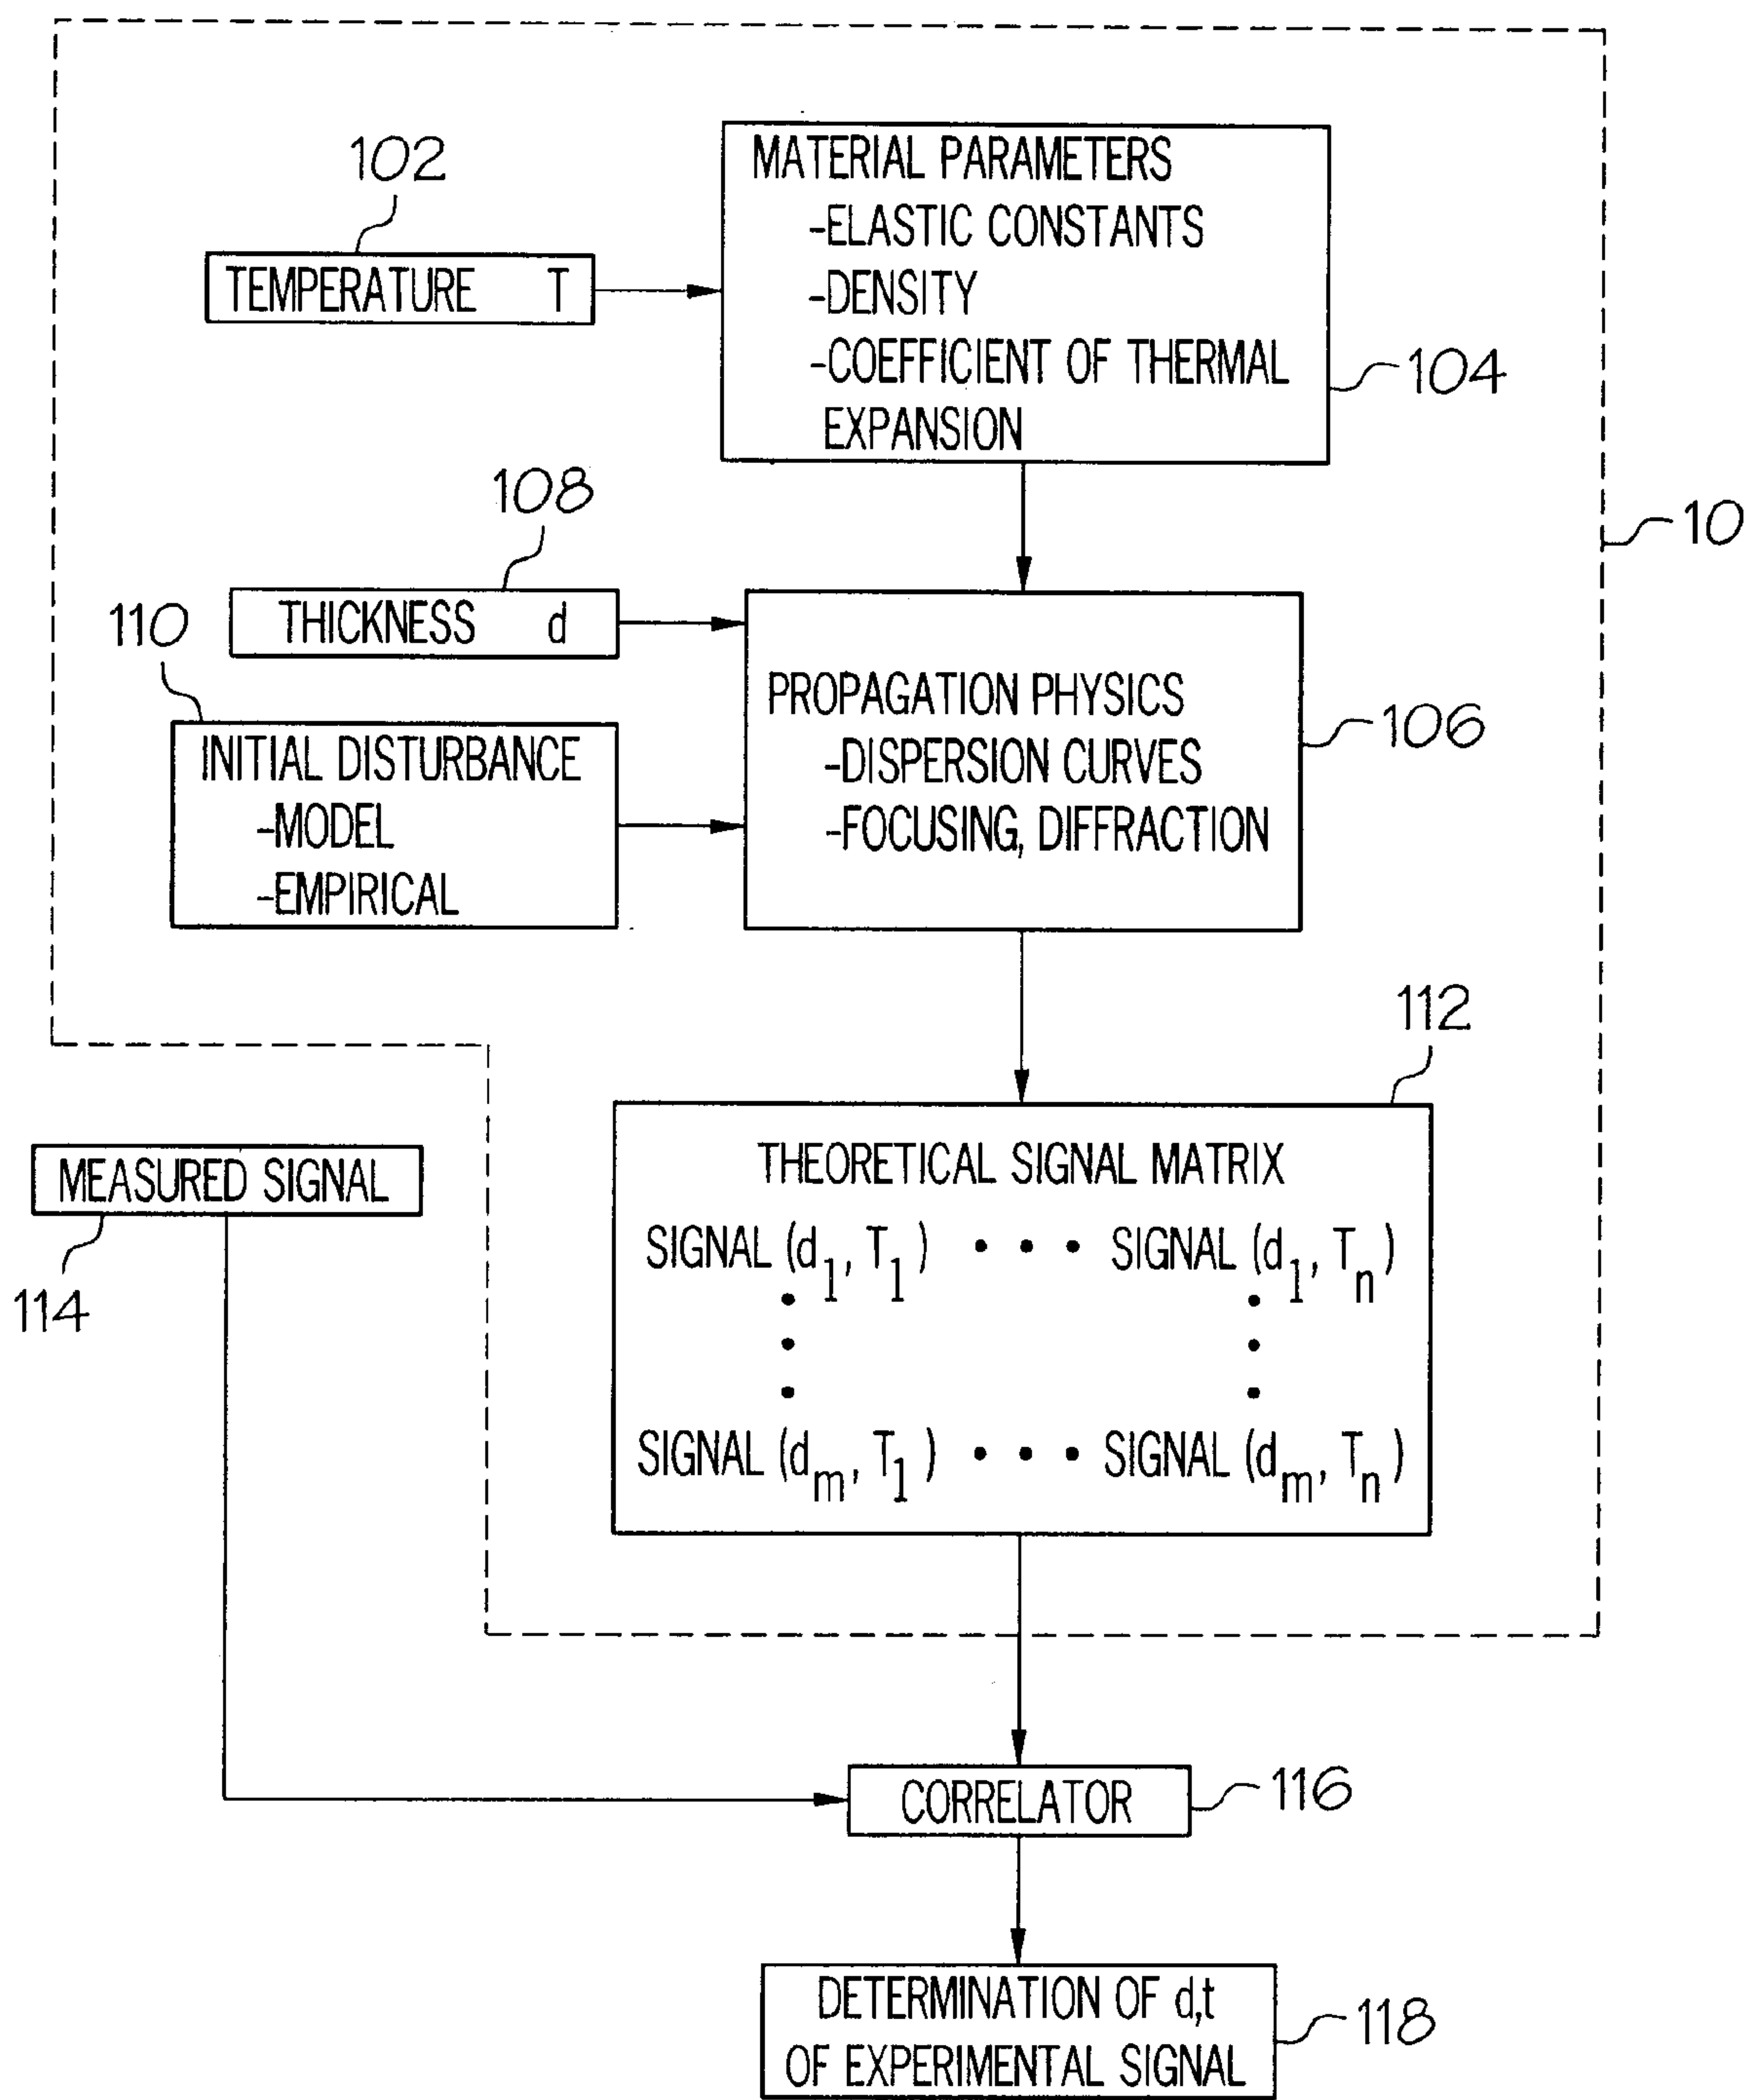 102
TEMPERATURE T
MATERIAL PARAMETERS
-ELASTIC CONSTANTS
-DENSITY
-COEFFICIENT OF THERMAL
EXPANSION
104
10
108
THICKNESS d
110
INITIAL DISTURBANCE
-MODEL
-EMPIRICAL
PROPAGATION PHYSICS
-DISPERSION CURVES
-FOCUSING, DIFFRACTION
106
112
THEORETICAL SIGNAL MATRIX
SIGNAL (d₁, T₁) • • • SIGNAL (d₁, Tₙ)
SIGNAL (dₘ, T₁) • • • SIGNAL (dₘ, Tₙ)
MEASURED SIGNAL
114
CORRELATOR
116
DETERMINATION OF d,t
OF EXPERIMENTAL SIGNAL
118